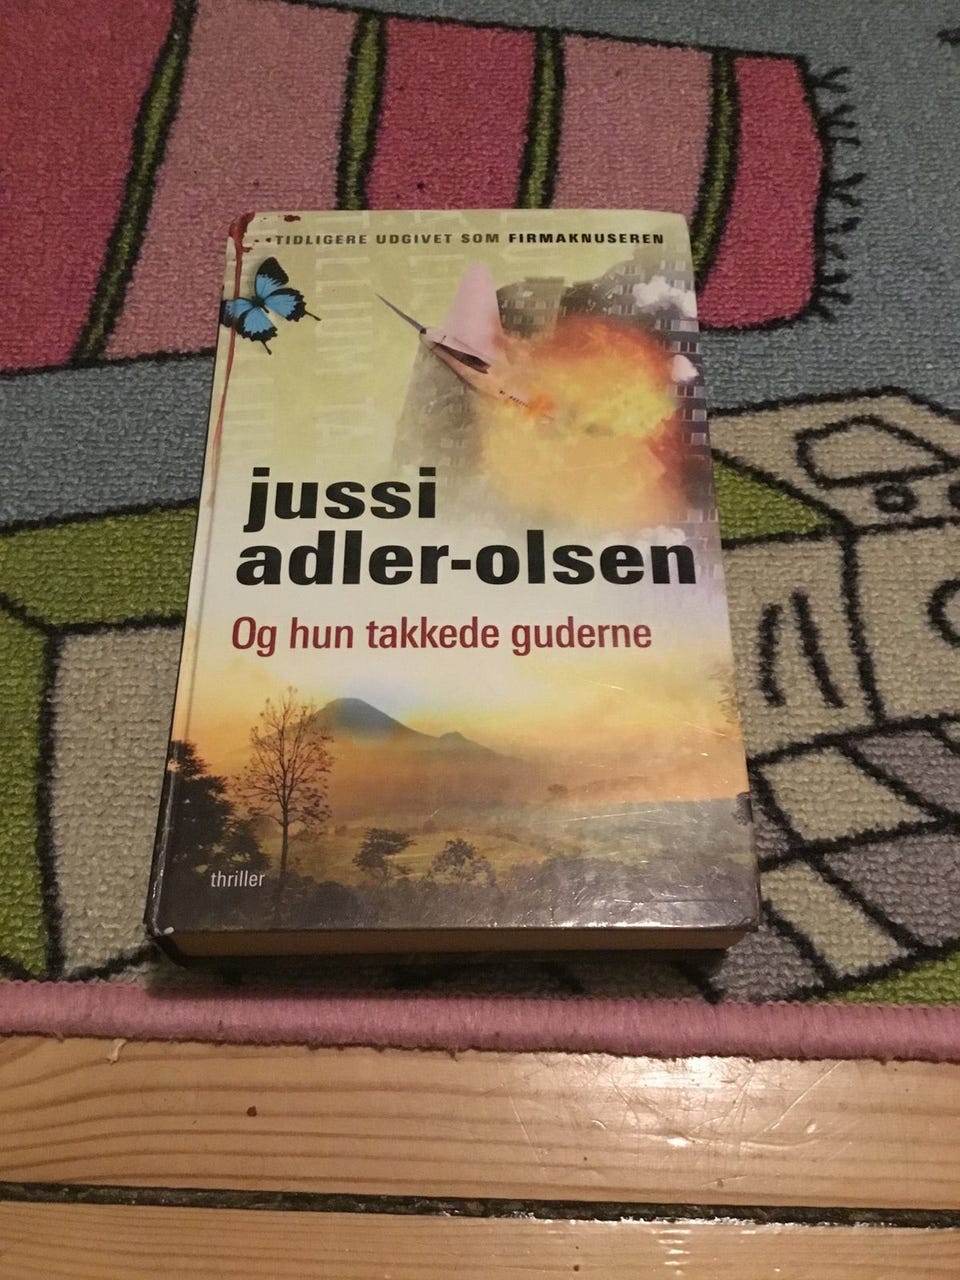 TIDLIGERE UDGIVET SOM FIRMAKNUSEREN
jussi
adler-olsen
Og hun takkede guderne
thriller